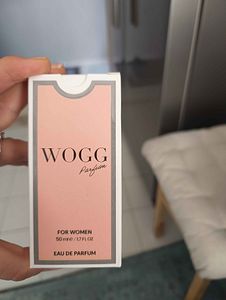 WOGG
Parfum
FOR WOMEN
50 ml ℮ / 1.7 FL OZ
EAU DE PARFUM